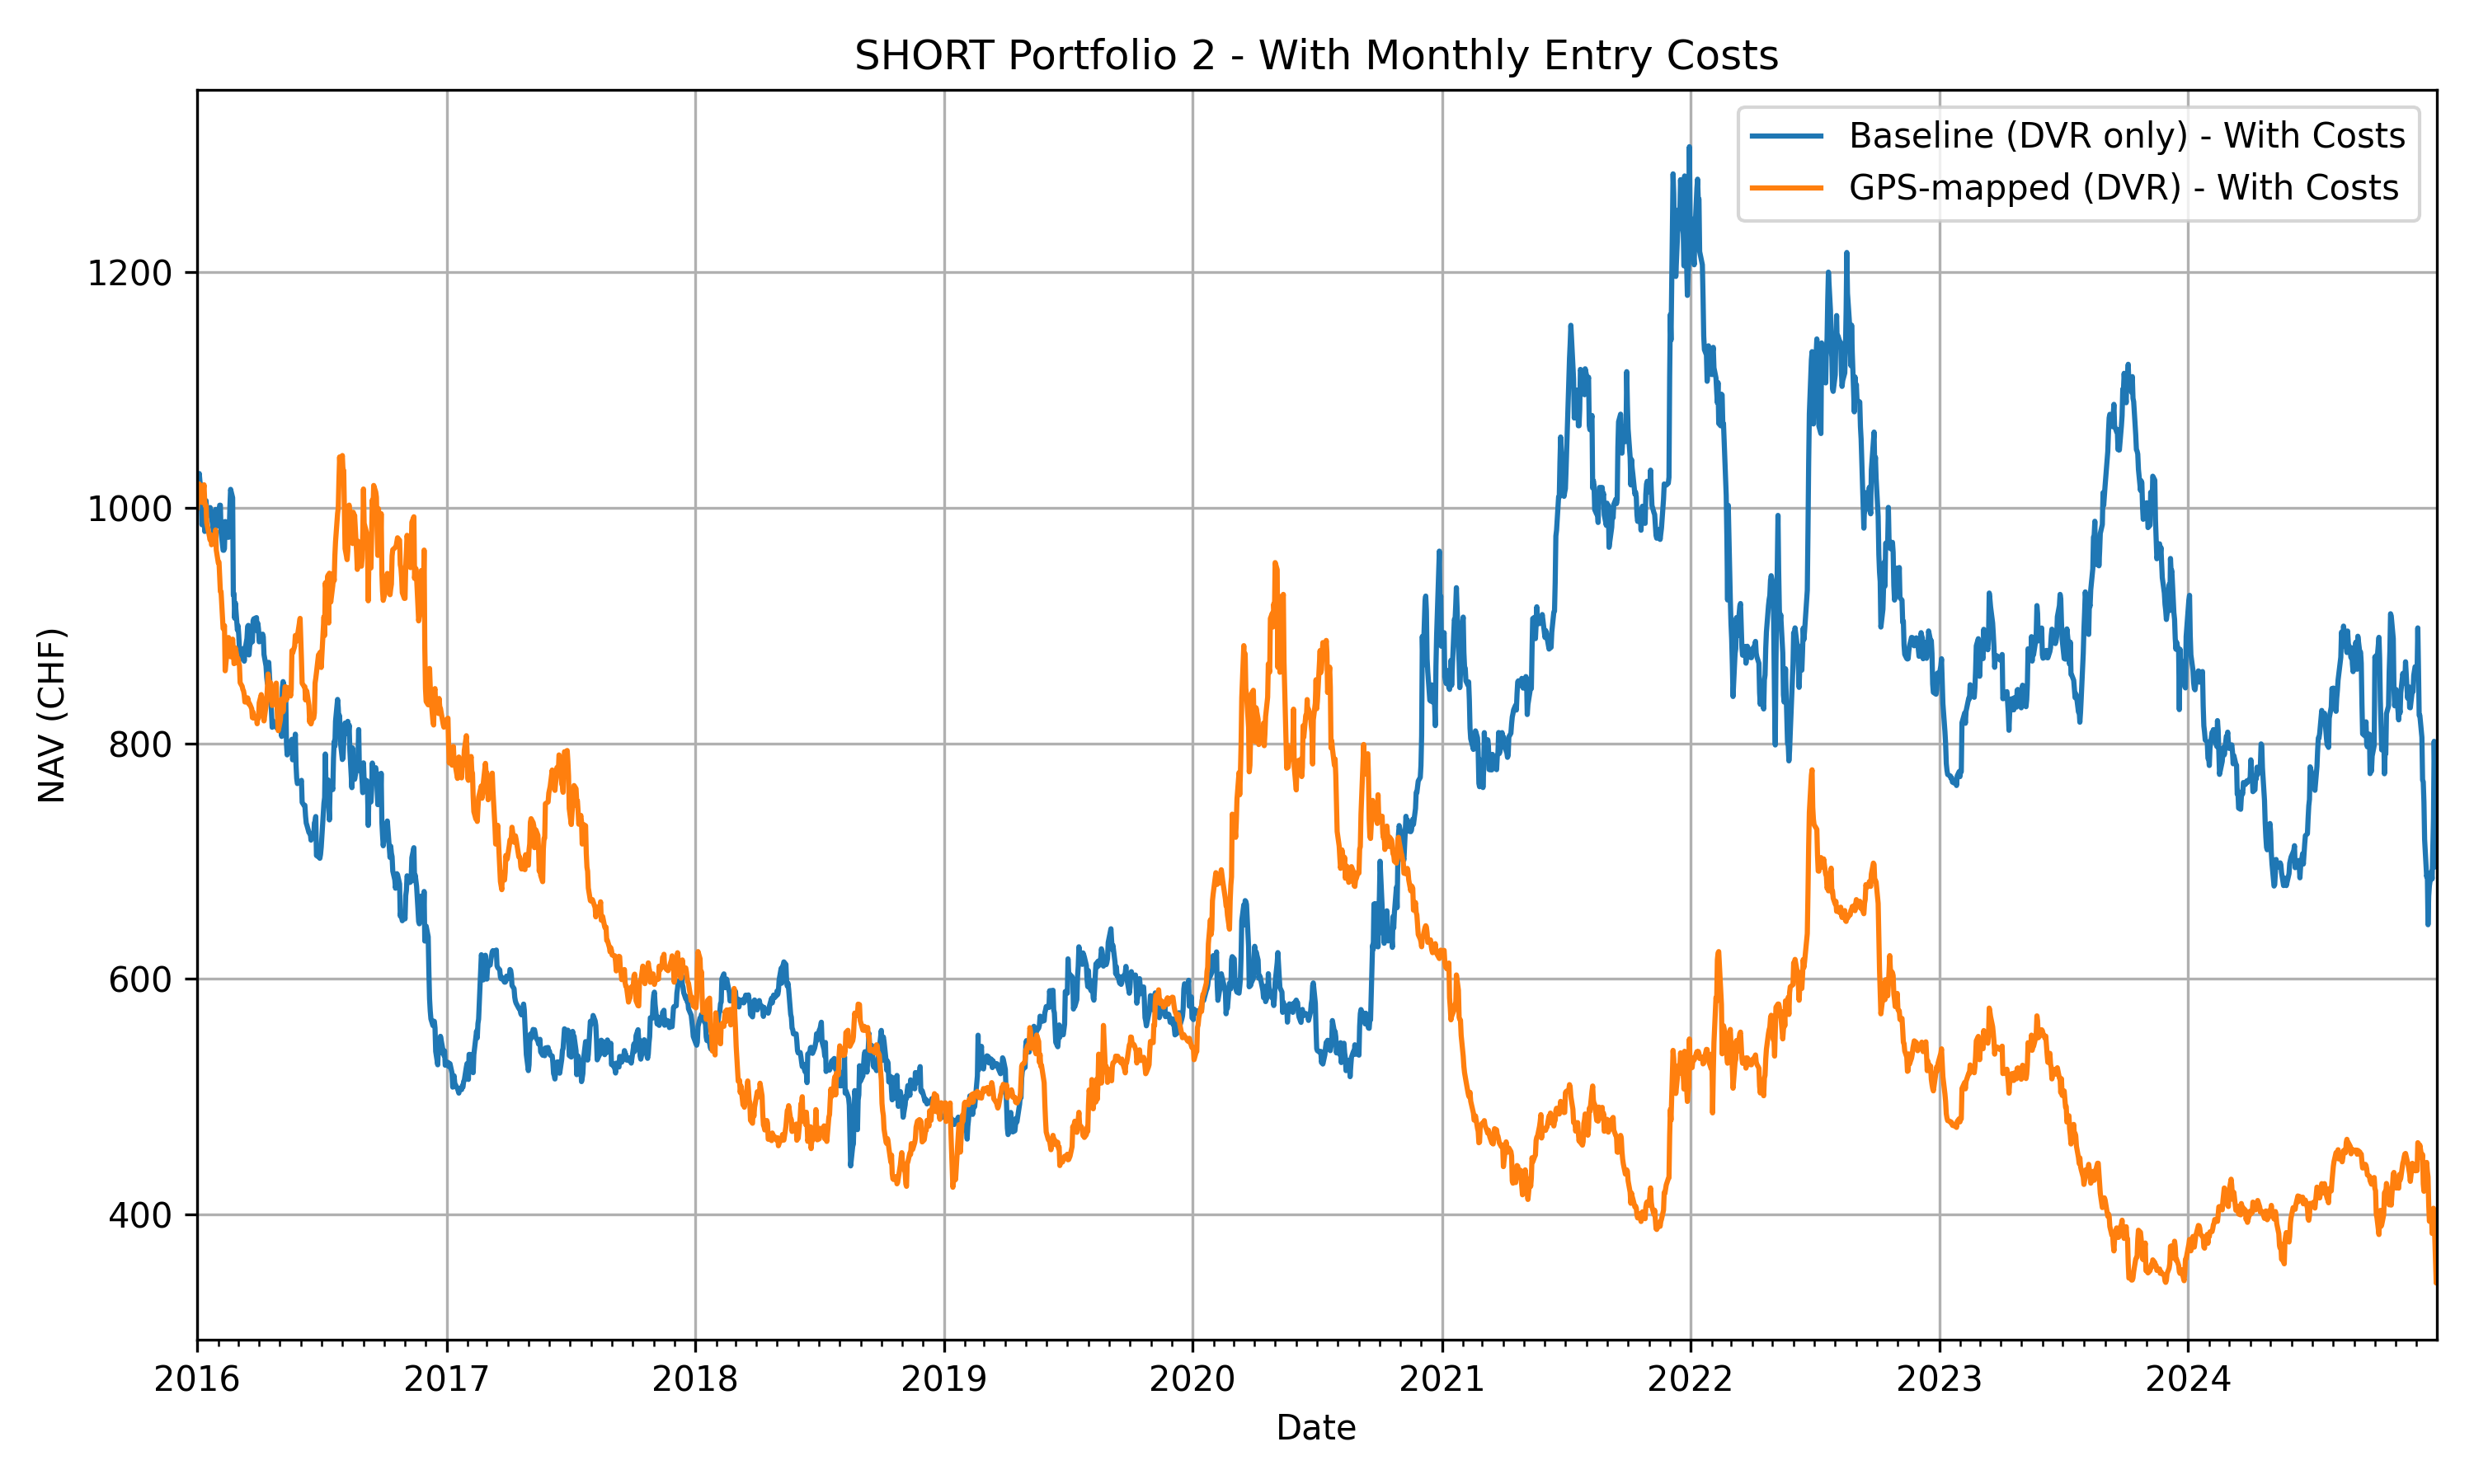 SHORT Portfolio 2 - With Monthly Entry Costs
Baseline (DVR only) - With Costs
GPS-mapped (DVR) - With Costs
NAV (CHF)
1200
1000
800
600
400
2016 2017 2018 2019 2020 2021 2022 2023 2024
Date